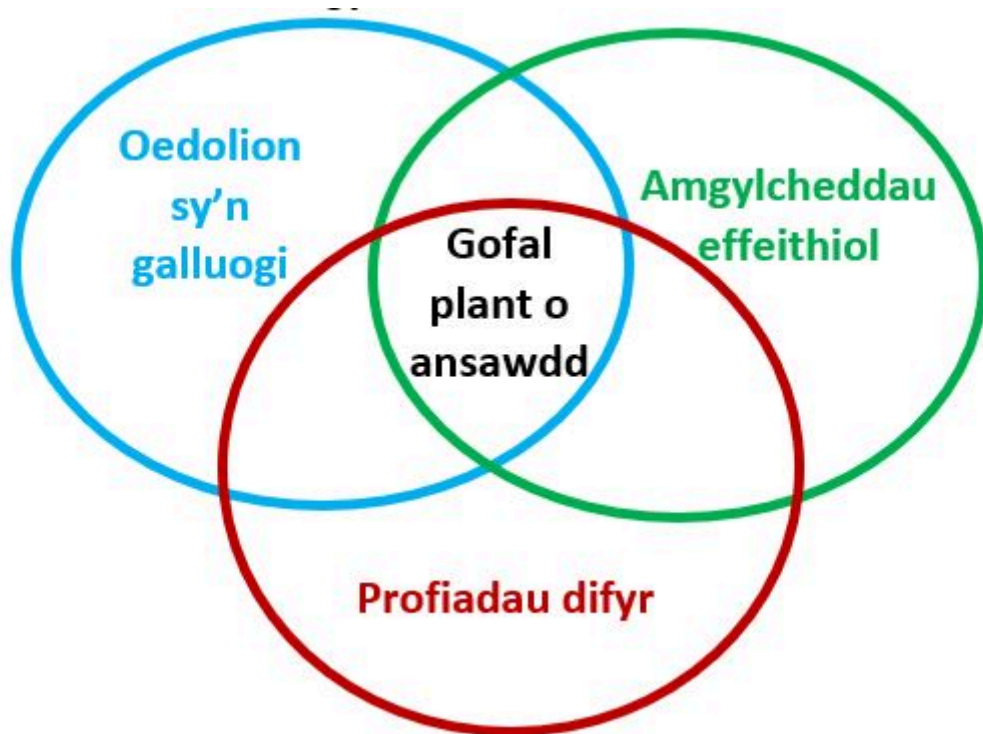 Oedolion
sy'n
galluogi
Amgylcheddau
effeithiol
Gofal
plant o
ansawdd
Profiadau difyr